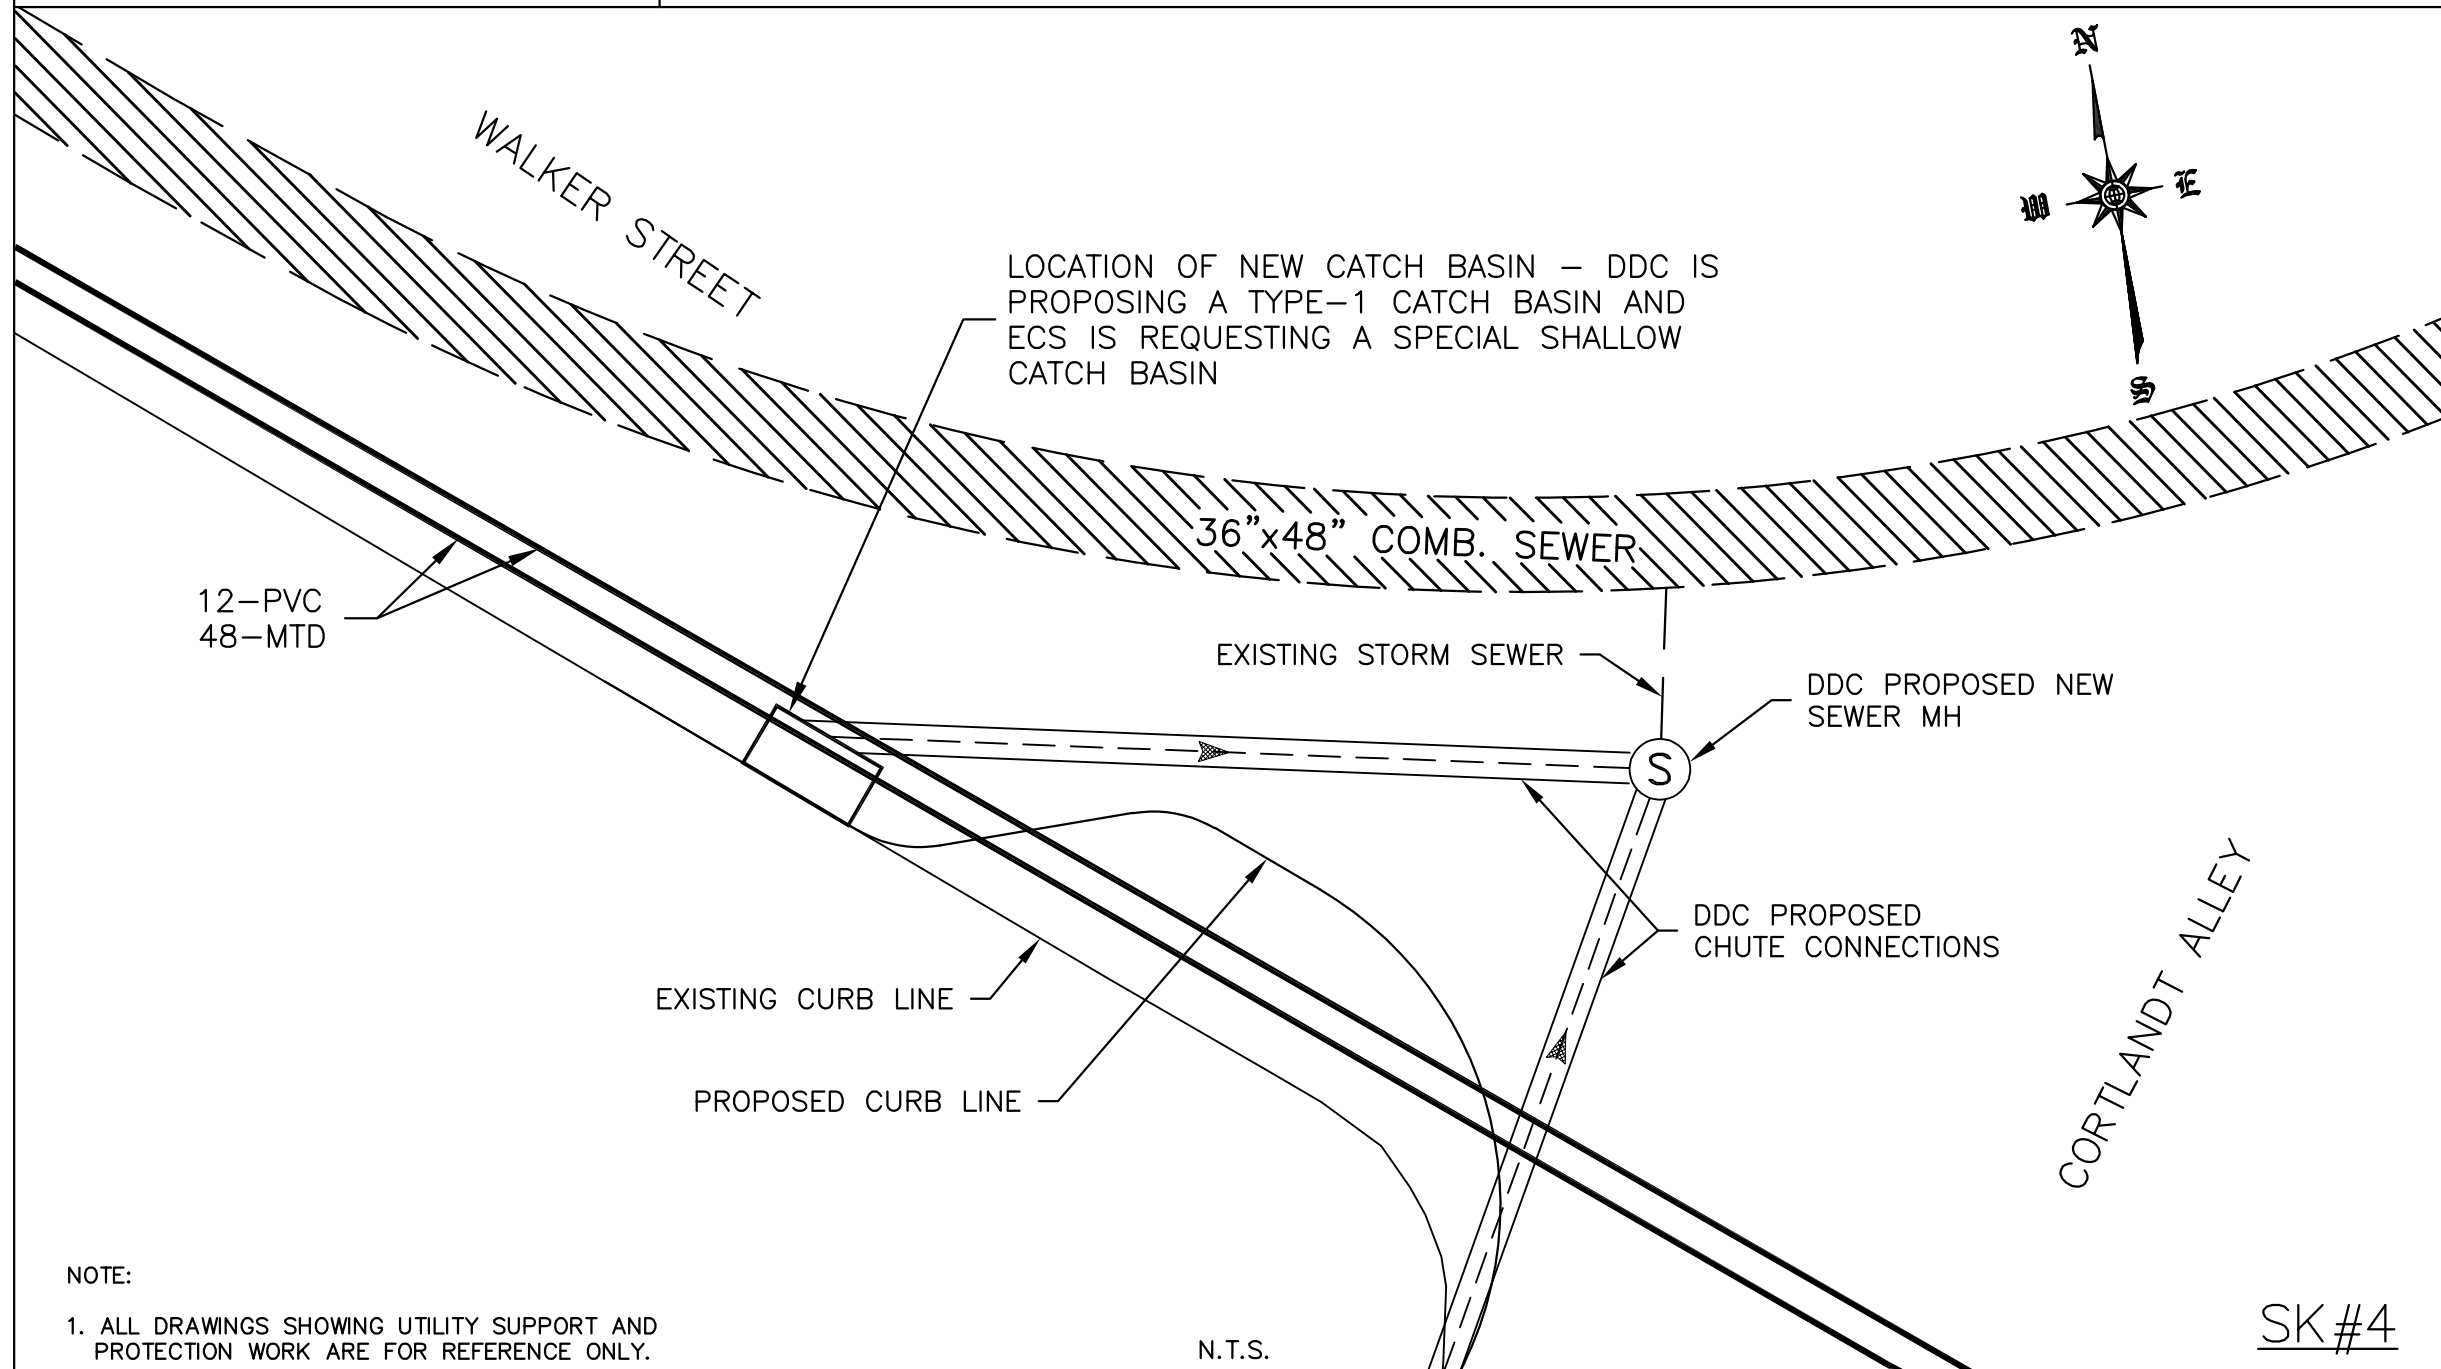 N
W
E
S
WALKER STREET
LOCATION OF NEW CATCH BASIN – DDC IS
PROPOSING A TYPE–1 CATCH BASIN AND
ECS IS REQUESTING A SPECIAL SHALLOW
CATCH BASIN
36”x48” COMB. SEWER
12–PVC
48–MTD
EXISTING STORM SEWER
DDC PROPOSED NEW
SEWER MH
S
DDC PROPOSED
CHUTE CONNECTIONS
CORTLANDT ALLEY
EXISTING CURB LINE
PROPOSED CURB LINE
NOTE:
1. ALL DRAWINGS SHOWING UTILITY SUPPORT AND
PROTECTION WORK ARE FOR REFERENCE ONLY.
N.T.S.
SK#4